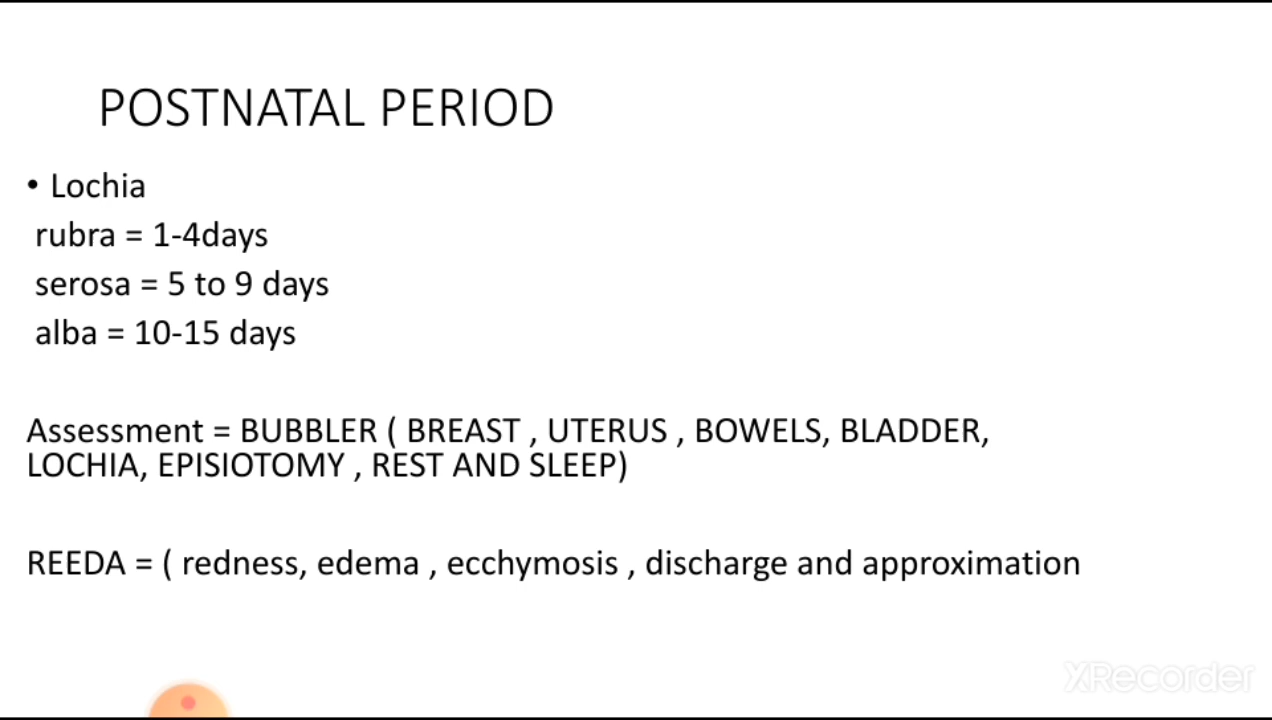 POSTNATAL PERIOD
• Lochia
rubra = 1-4days
serosa = 5 to 9 days
alba = 10-15 days
Assessment = BUBBLER ( BREAST , UTERUS , BOWELS, BLADDER,
LOCHIA, EPISIOTOMY , REST AND SLEEP)
REEDA = ( redness, edema , ecchymosis , discharge and approximation
XRecorder